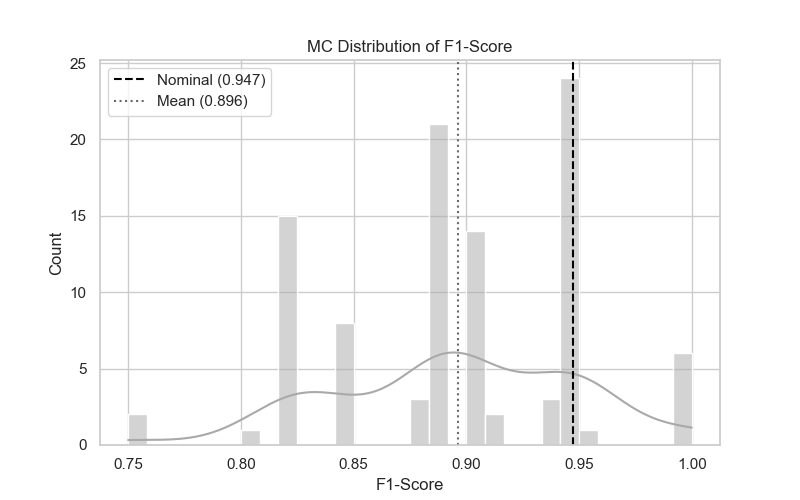 MC Distribution of F1-Score
Nominal (0.947)
Mean (0.896)
Count
25
20
15
10
5
0
0.75 0.80 0.85 0.90 0.95 1.00
F1-Score